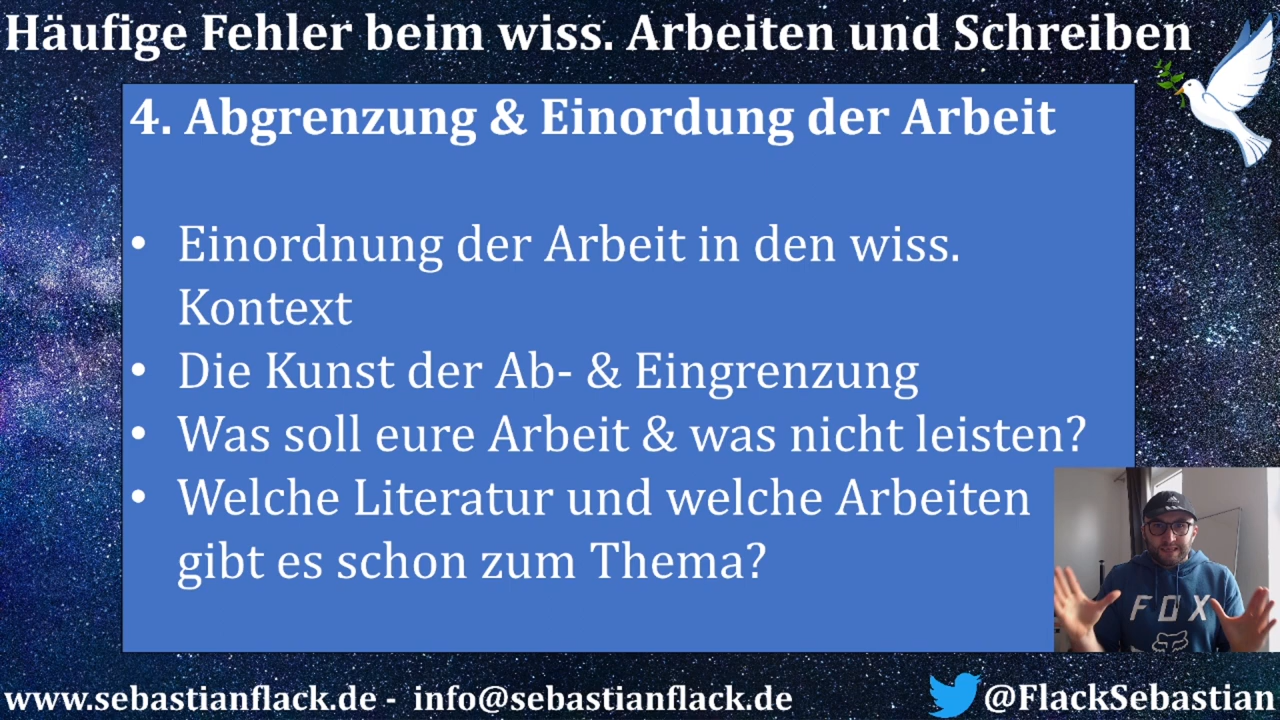 Häufige Fehler beim wiss. Arbeiten und Schreiben
4. Abgrenzung & Einordung der Arbeit
• Einordnung der Arbeit in den wiss.
Kontext
• Die Kunst der Ab- & Eingrenzung
• Was soll eure Arbeit & was nicht leisten?
• Welche Literatur und welche Arbeiten
gibt es schon zum Thema?
FOX
www.sebastianflack.de - info@sebastianflack.de
@FlackSebastian